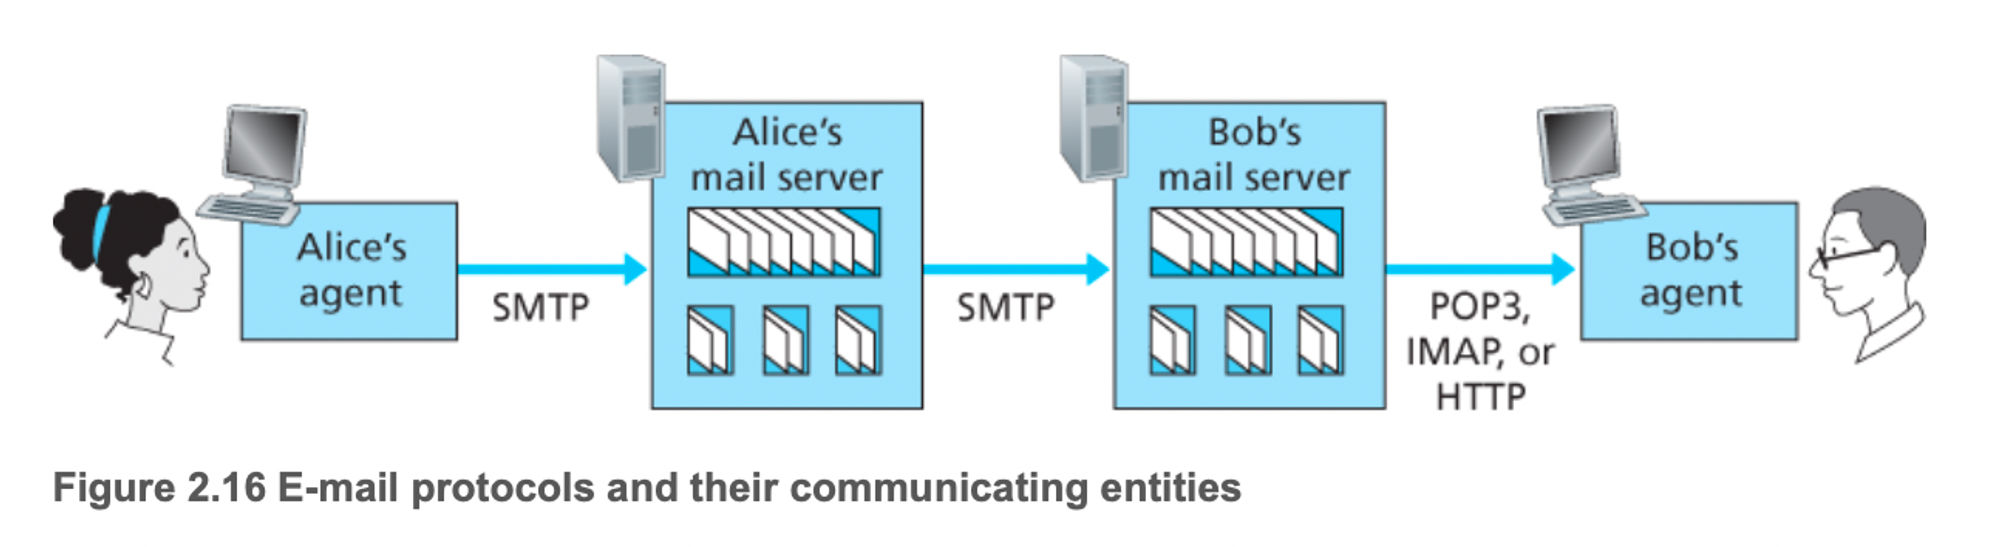 Alice's
agent
SMTP
Alice's
mail server
SMTP
Bob's
mail server
POP3,
IMAP, or
HTTP
Bob's
agent
Figure 2.16 E-mail protocols and their communicating entities